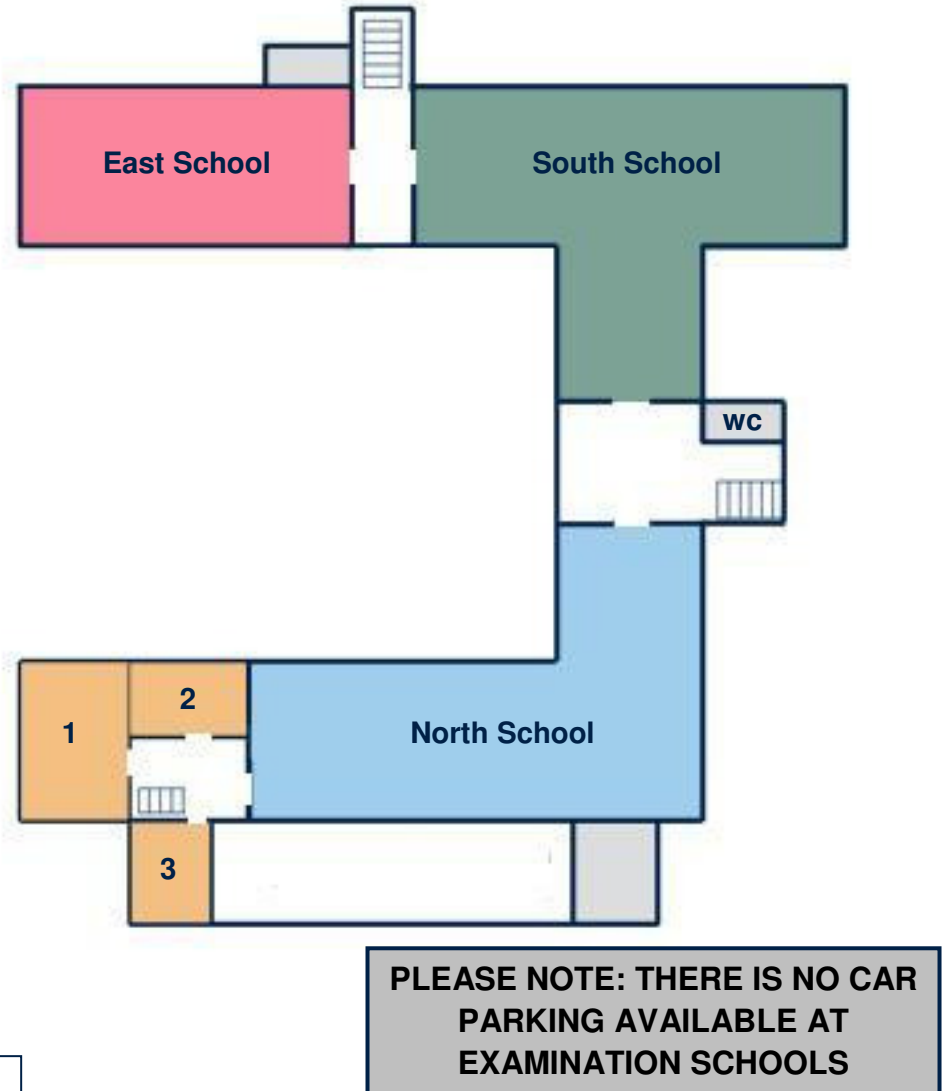 East School
South School
WC
2
1
North School
3
PLEASE NOTE: THERE IS NO CAR
PARKING AVAILABLE AT
EXAMINATION SCHOOLS